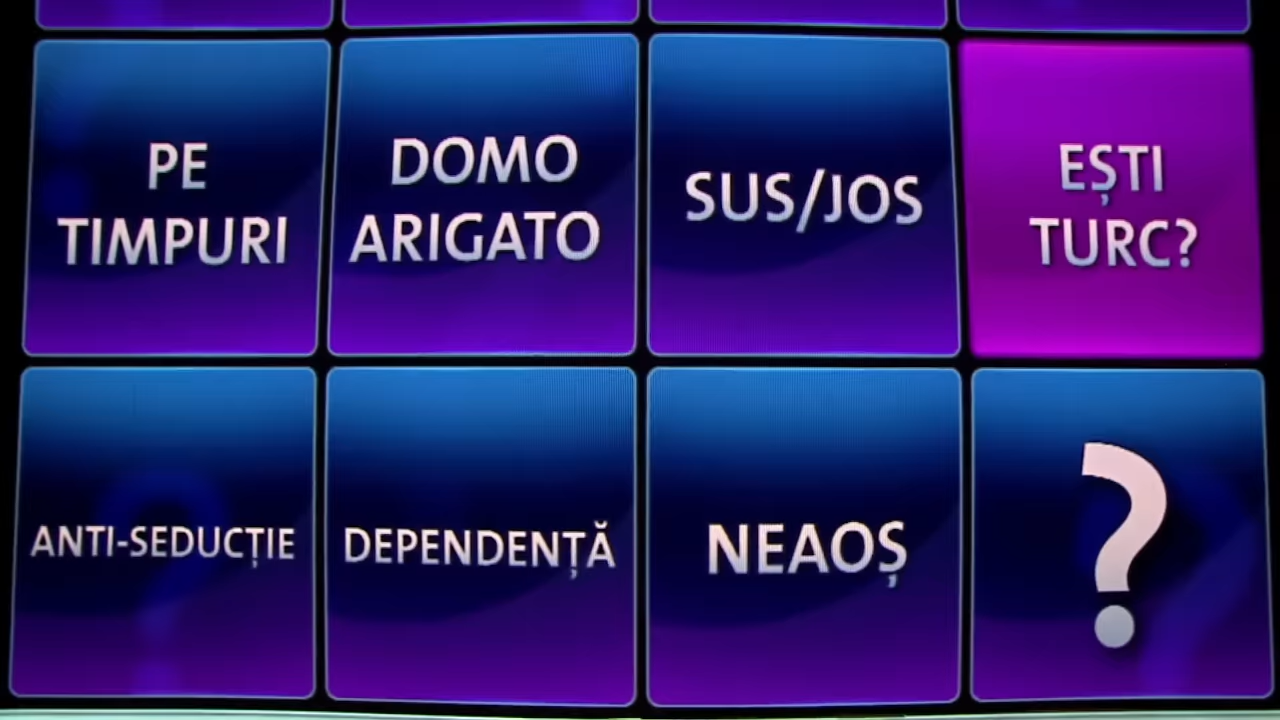 PE
TIMPURI
DOMO
ARIGATO
SUS/JOS
EȘTI
TURC?
ANTI-SEDUCȚIE
DEPENDENȚĂ
NEAOȘ
?